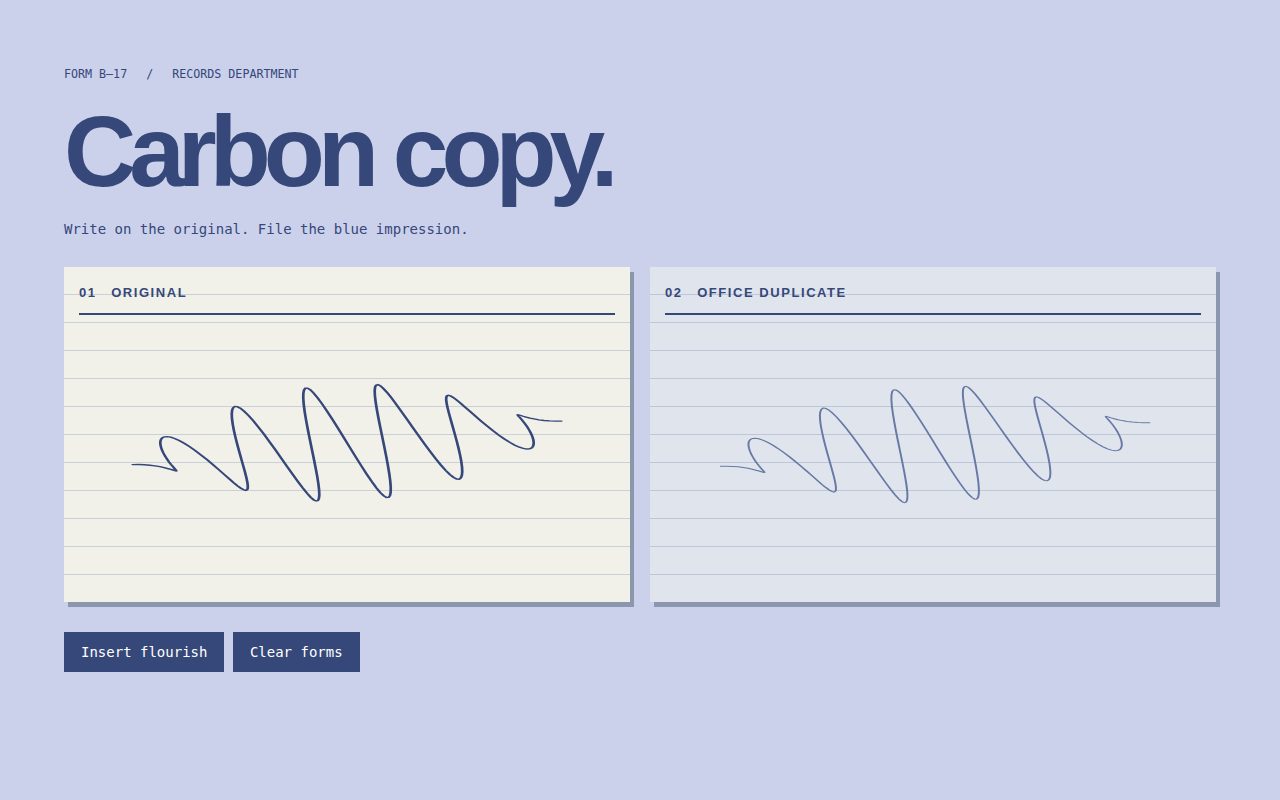 FORM B—17 / RECORDS DEPARTMENT
Carbon copy.
Write on the original. File the blue impression.
01 ORIGINAL
02 OFFICE DUPLICATE
Insert flourish
Clear forms